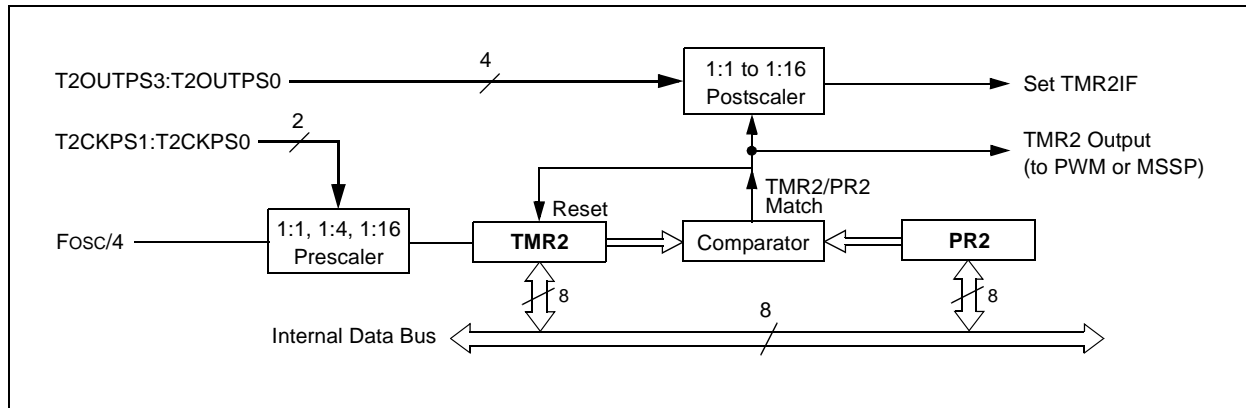 T2OUTPS3:T2OUTPS0
4
1:1 to 1:16
Postscaler
Set TMR2IF
T2CKPS1:T2CKPS0
2
TMR2 Output
(to PWM or MSSP)
TMR2/PR2
Match
Reset
FOSC/4
1:1, 1:4, 1:16
Prescaler
TMR2
Comparator
PR2
8
8
8
Internal Data Bus